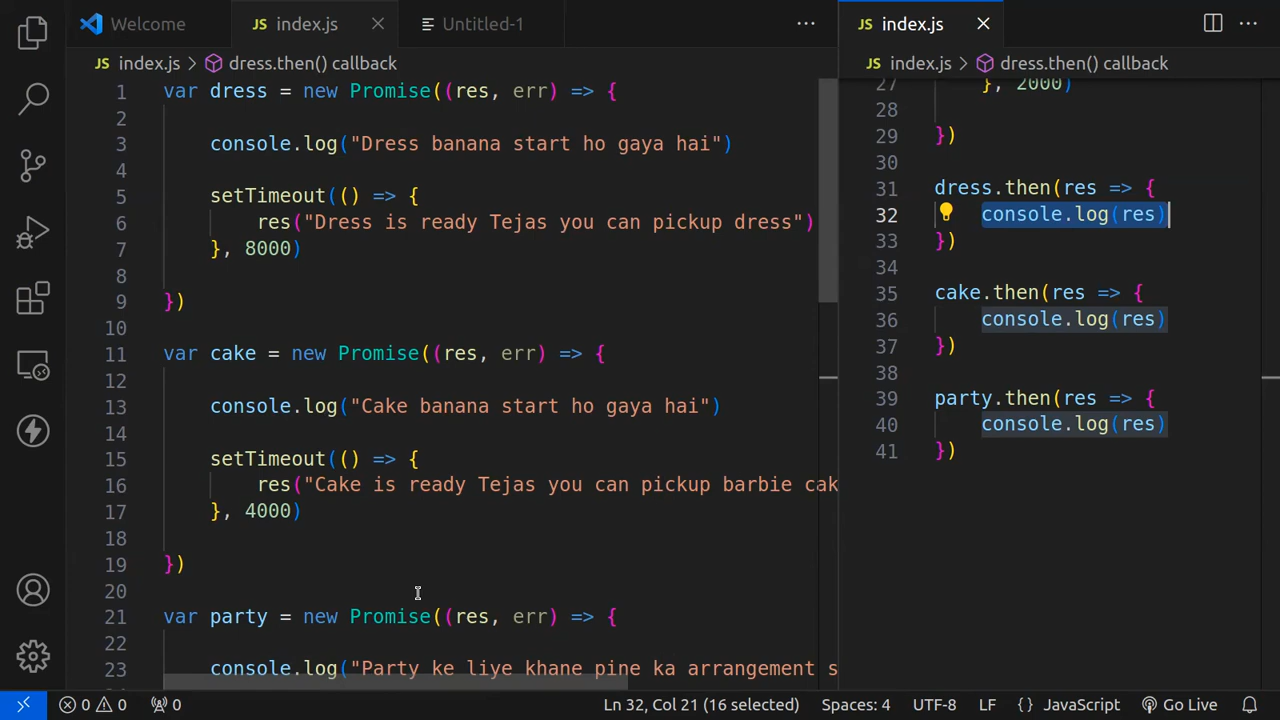 Welcome
JS index.js
Untitled-1
JS index.js > dress.then() callback
1 var dress = new Promise((res, err) => {
2
3 console.log("Dress banana start ho gaya hai")
4
5 setTimeout(() => {
6 res("Dress is ready Tejas you can pickup dress")
7 }, 8000)
8
9 })
10
11 var cake = new Promise((res, err) => {
12
13 console.log("Cake banana start ho gaya hai")
14
15 setTimeout(() => {
16 res("Cake is ready Tejas you can pickup barbie cak
17 }, 4000)
18
19 })
20
21 var party = new Promise((res, err) => {
22
23 console.log("Party ke liye khane pine ka arrangement s
JS index.js
JS index.js > dress.then() callback
27 }, 2000)
28
29 })
30
31 dress.then(res => {
32 console.log(res)
33 })
34
35 cake.then(res => {
36 console.log(res)
37 })
38
39 party.then(res => {
40 console.log(res)
41 })
0 0 0 Ln 32, Col 21 (16 selected) Spaces: 4 UTF-8 LF {} JavaScript Go Live